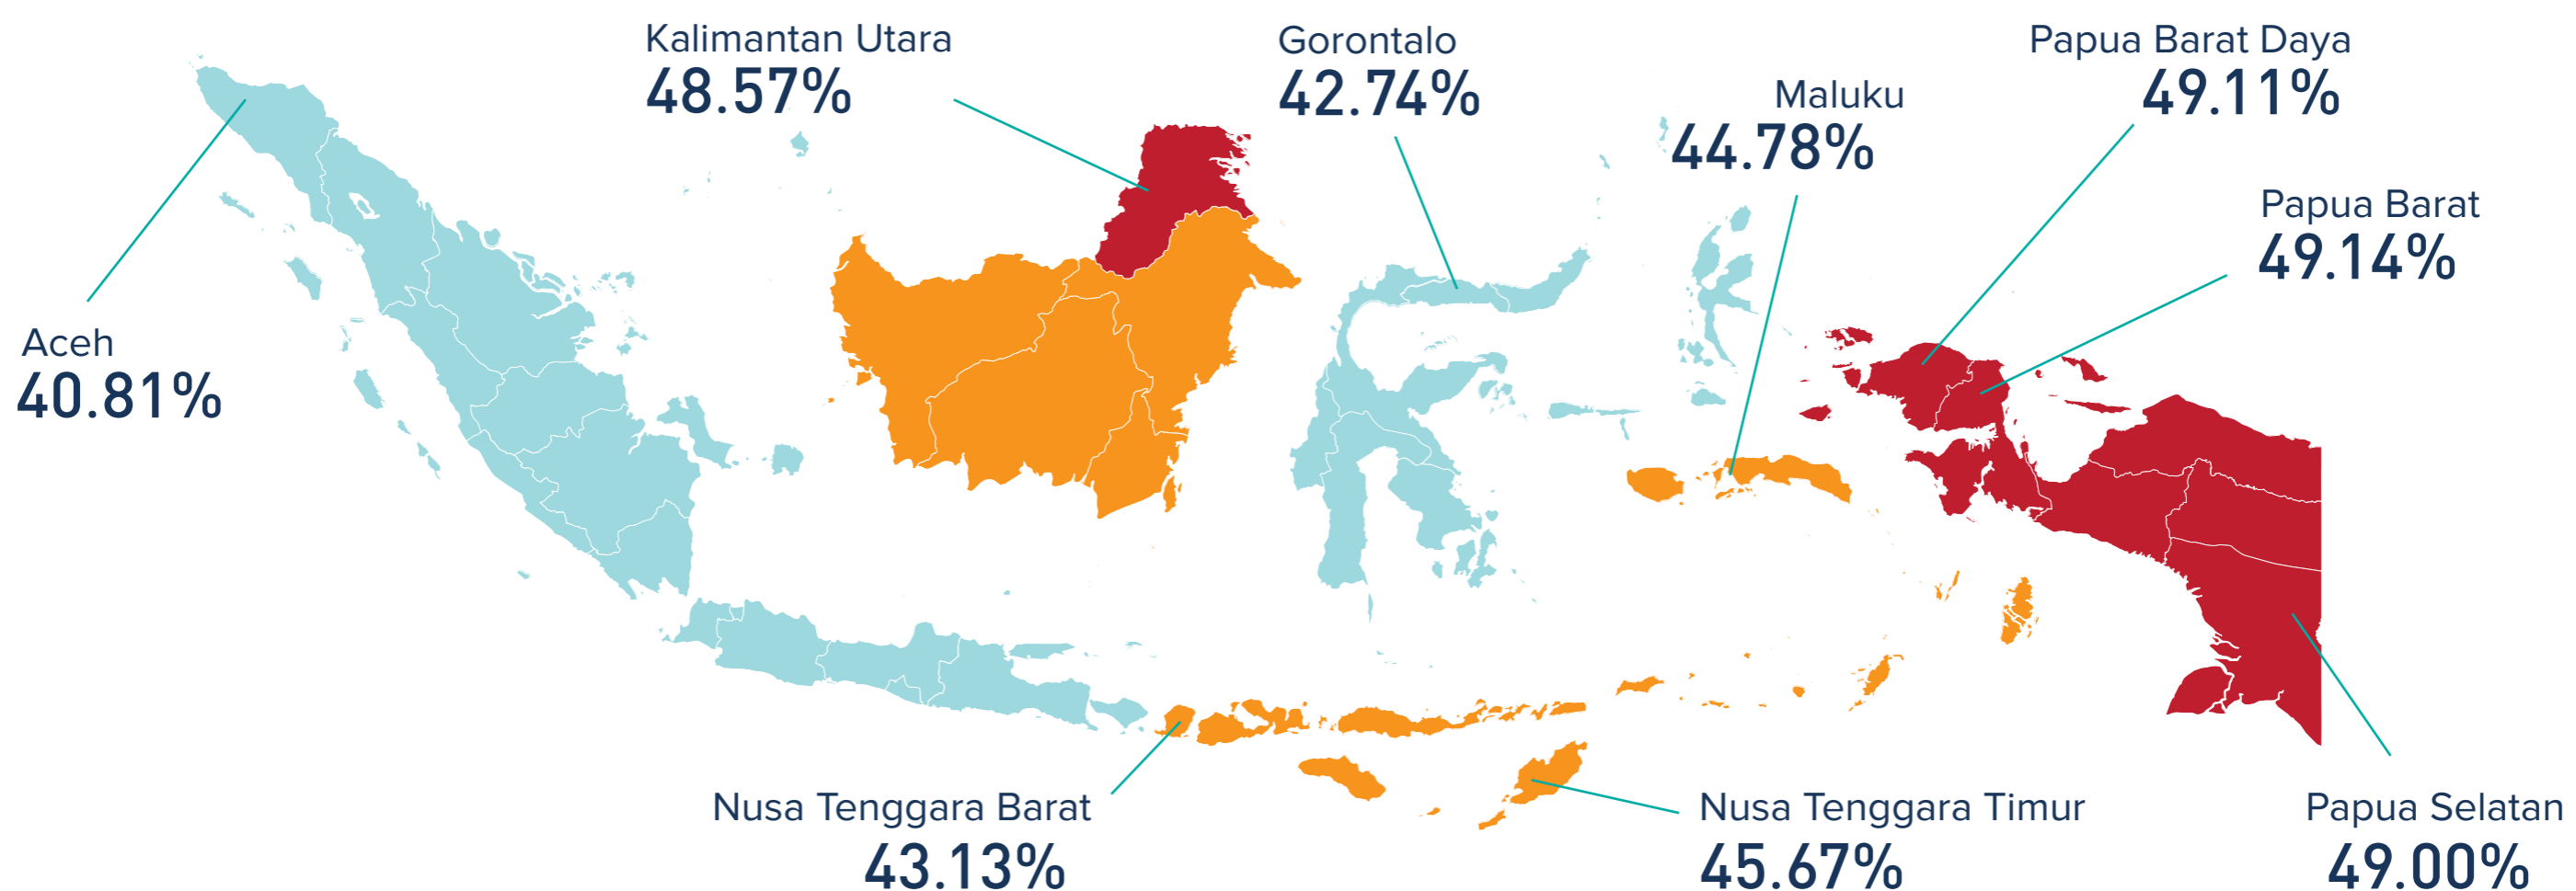 Kalimantan Utara
48.57%
Gorontalo
42.74%
Maluku
44.78%
Papua Barat Daya
49.11%
Papua Barat
49.14%
Aceh
40.81%
Nusa Tenggara Barat
43.13%
Nusa Tenggara Timur
45.67%
Papua Selatan
49.00%